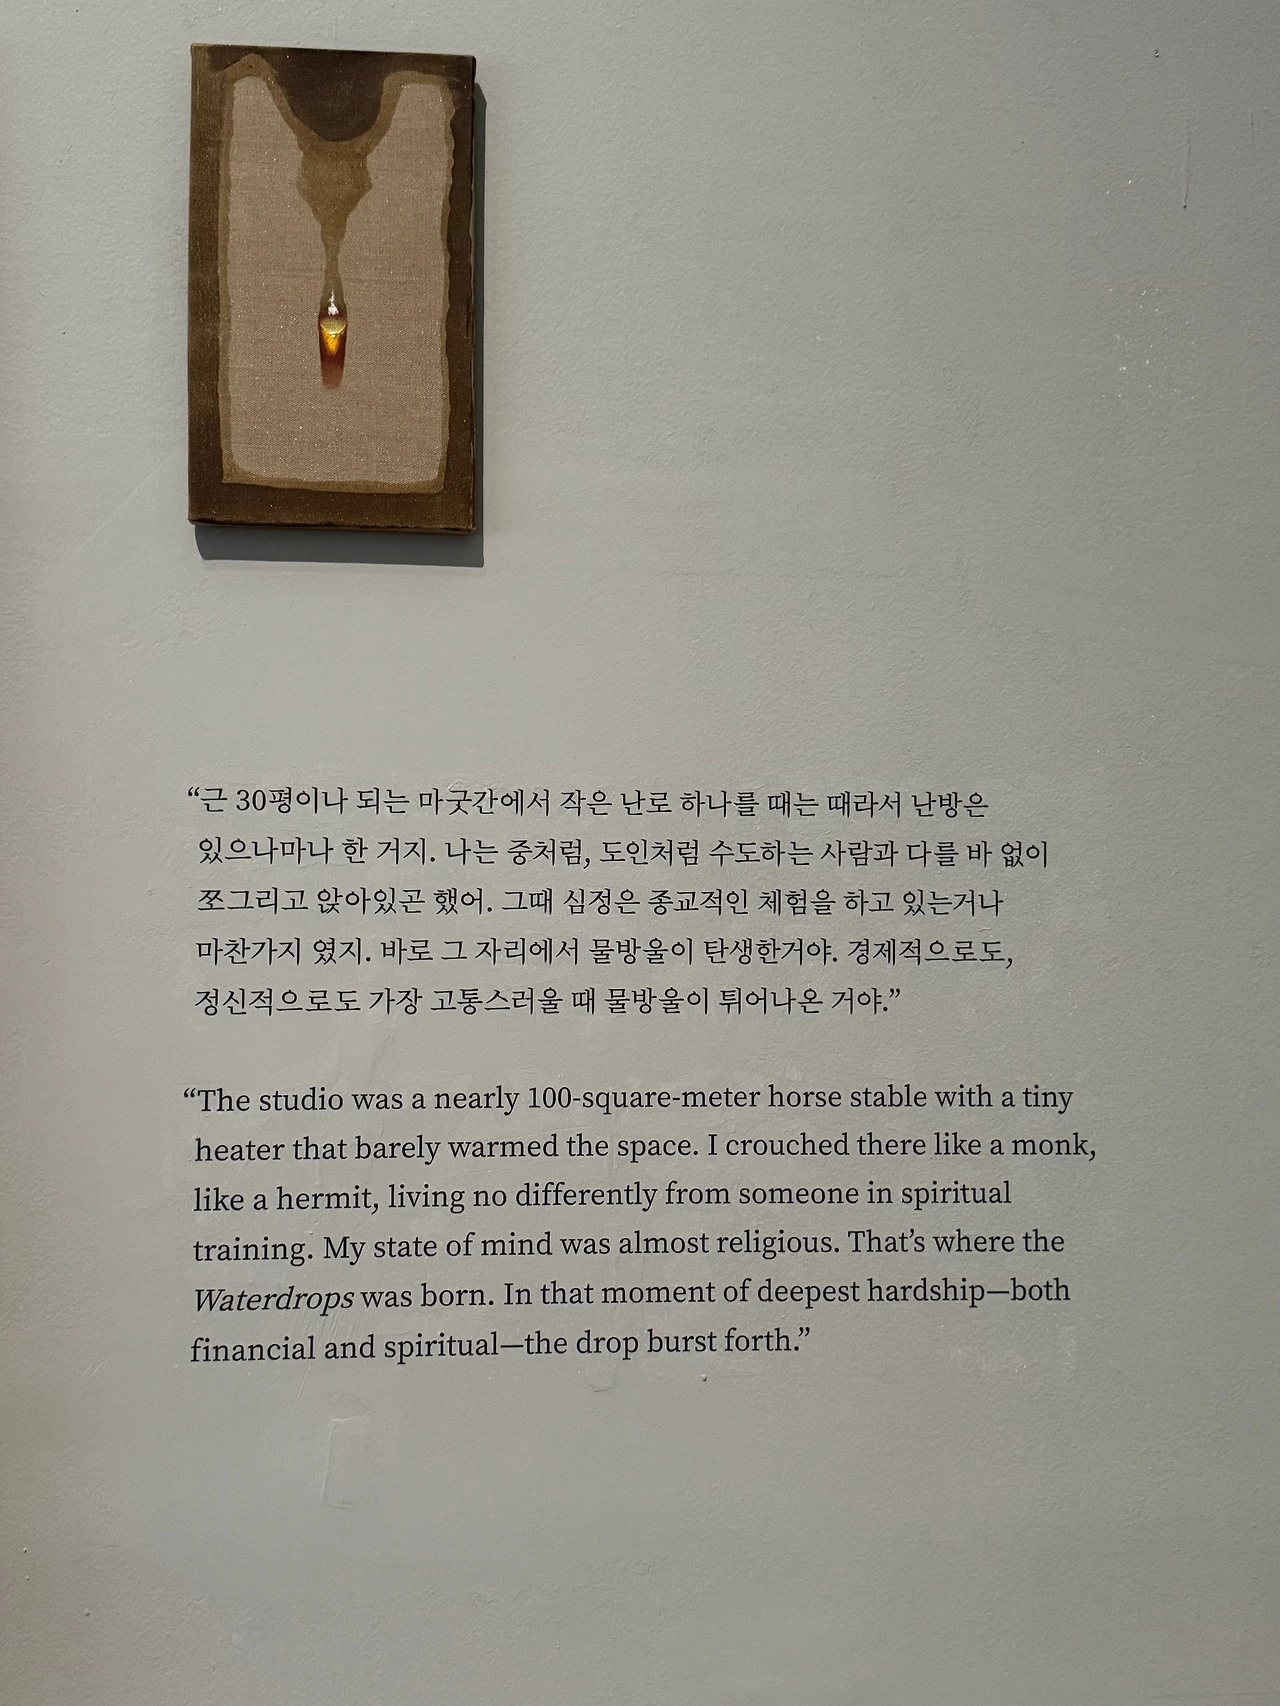 “근 30평이나 되는 마굿간에서 작은 난로 하나를 때는 때라서 난방은
있으나마나 한 거지. 나는 중처럼, 도인처럼 수도하는 사람과 다를 바 없이
쪼그리고 앉아있곤 했어. 그때 심정은 종교적인 체험을 하고 있는거나
마찬가지 였지. 바로 그 자리에서 물방울이 탄생한거야. 경제적으로도,
정신적으로도 가장 고통스러울 때 물방울이 튀어나온 거야.”
“The studio was a nearly 100-square-meter horse stable with a tiny
heater that barely warmed the space. I crouched there like a monk,
like a hermit, living no differently from someone in spiritual
training. My state of mind was almost religious. That’s where the
Waterdrops was born. In that moment of deepest hardship—both
financial and spiritual—the drop burst forth.”